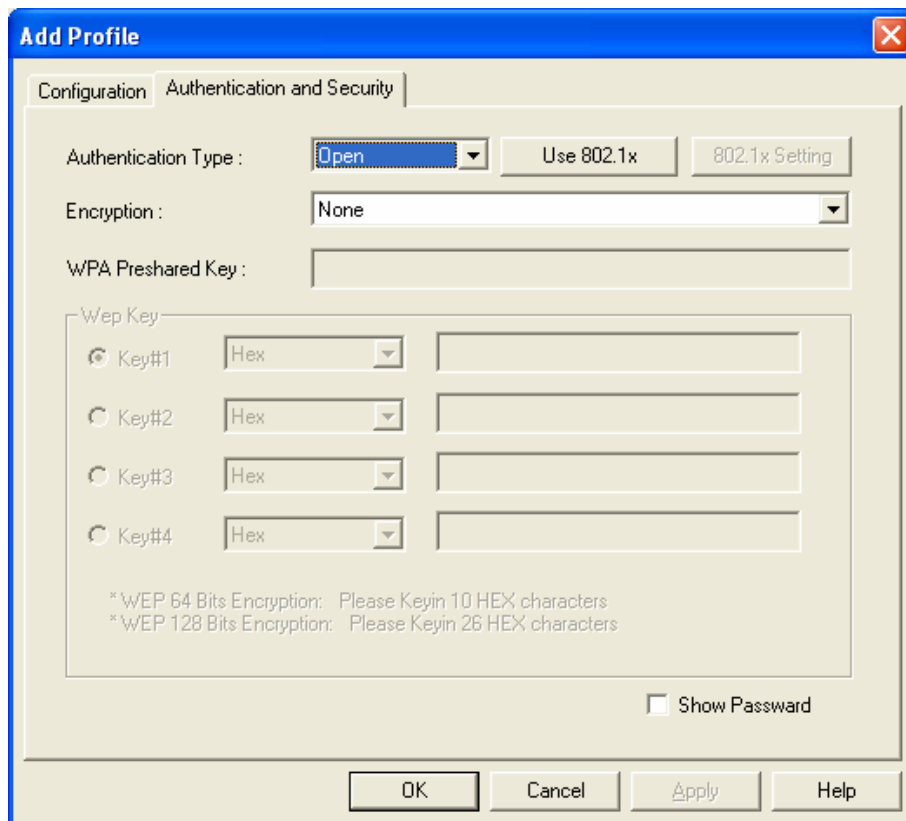 Add Profile
Configuration Authentication and Security
Authentication Type : Open Use 802.1x 802.1x Setting
Encryption : None
WPA Preshared Key :
Wep Key
Key#1 Hex
Key#2 Hex
Key#3 Hex
Key#4 Hex
* WEP 64 Bits Encryption: Please Keyin 10 HEX characters
* WEP 128 Bits Encryption: Please Keyin 26 HEX characters
Show Passward
OK Cancel Apply Help